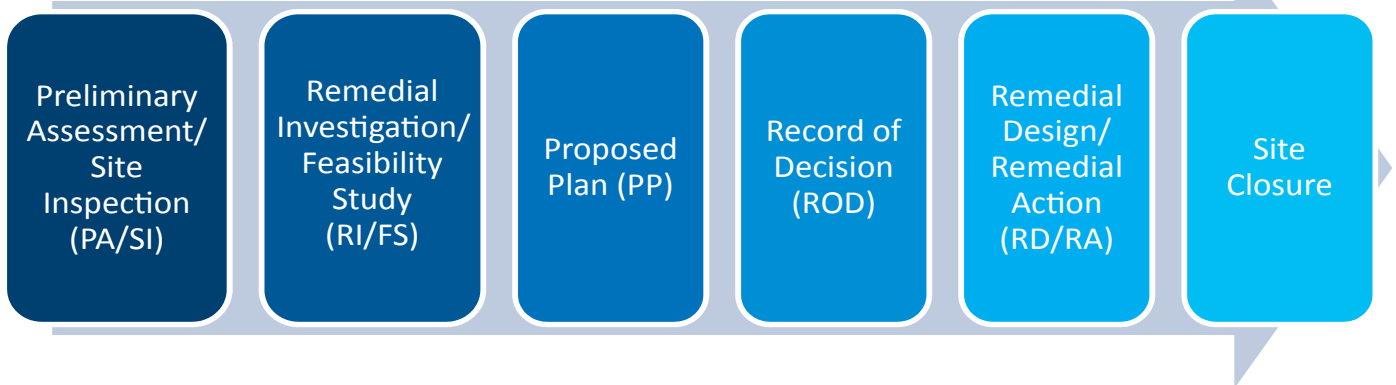 Preliminary
Assessment/
Site
Inspection
(PA/SI)
Remedial
Investigation/
Feasibility
Study
(RI/FS)
Proposed
Plan (PP)
Record of
Decision
(ROD)
Remedial
Design/
Remedial
Action
(RD/RA)
Site
Closure